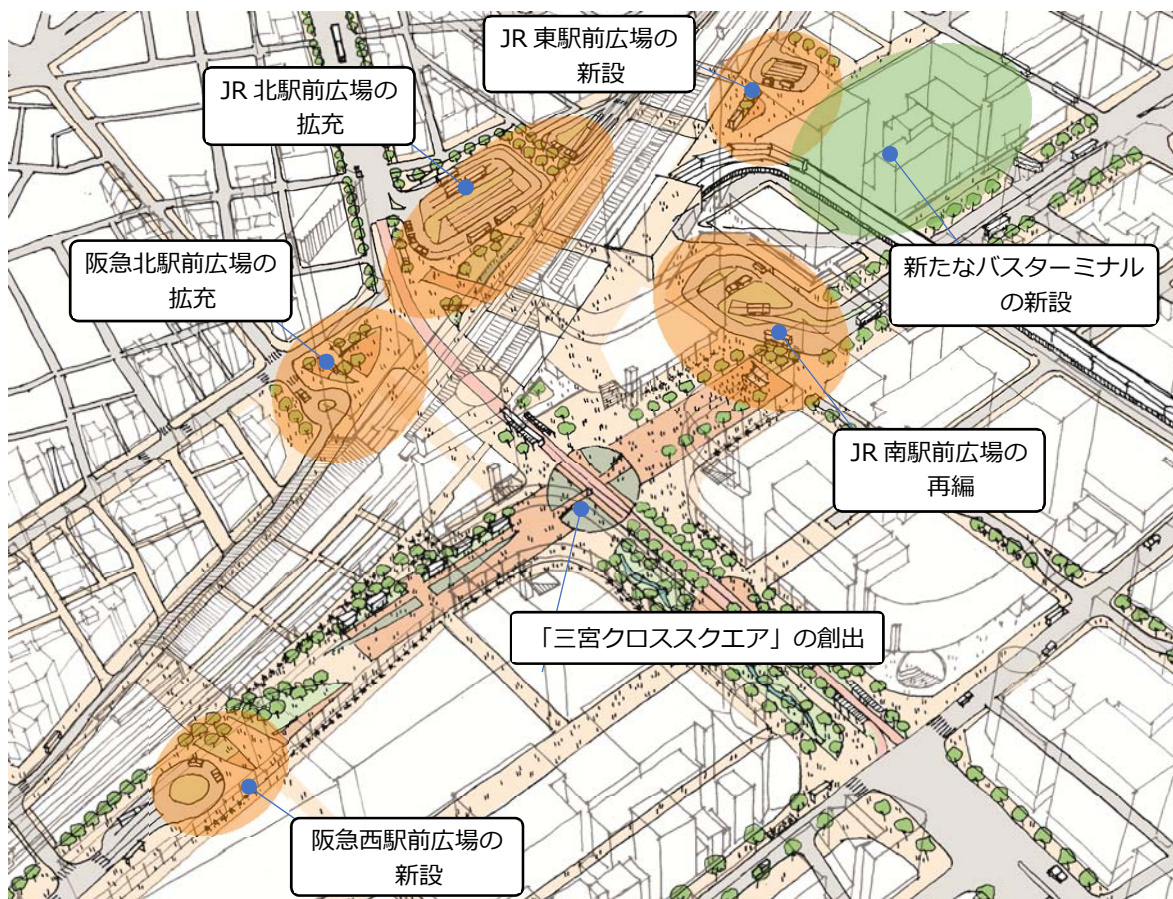 JR 東駅前広場の
新設
JR 北駅前広場の
拡充
阪急北駅前広場の
拡充
新たなバスターミナル
の新設
JR 南駅前広場の
再編
「三宮クロススクエア」の創出
阪急西駅前広場の
新設